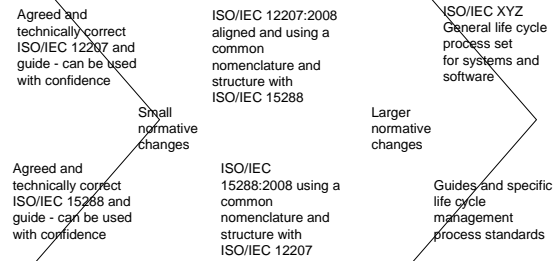 Agreed and
technically correct
ISO/IEC 12207 and
guide - can be used
with confidence
ISO/IEC 12207:2008
aligned and using a
common
nomenclature and
structure with
ISO/IEC 15288
ISO/IEC XYZ
General life cycle
process set
for systems and
software
Small
normative
changes
Larger
normative
changes
Agreed and
technically correct
ISO/IEC 15288 and
guide - can be used
with confidence
ISO/IEC
15288:2008 using a
common
nomenclature and
structure with
ISO/IEC 12207
Guides and specific
life cycle
management
process standards